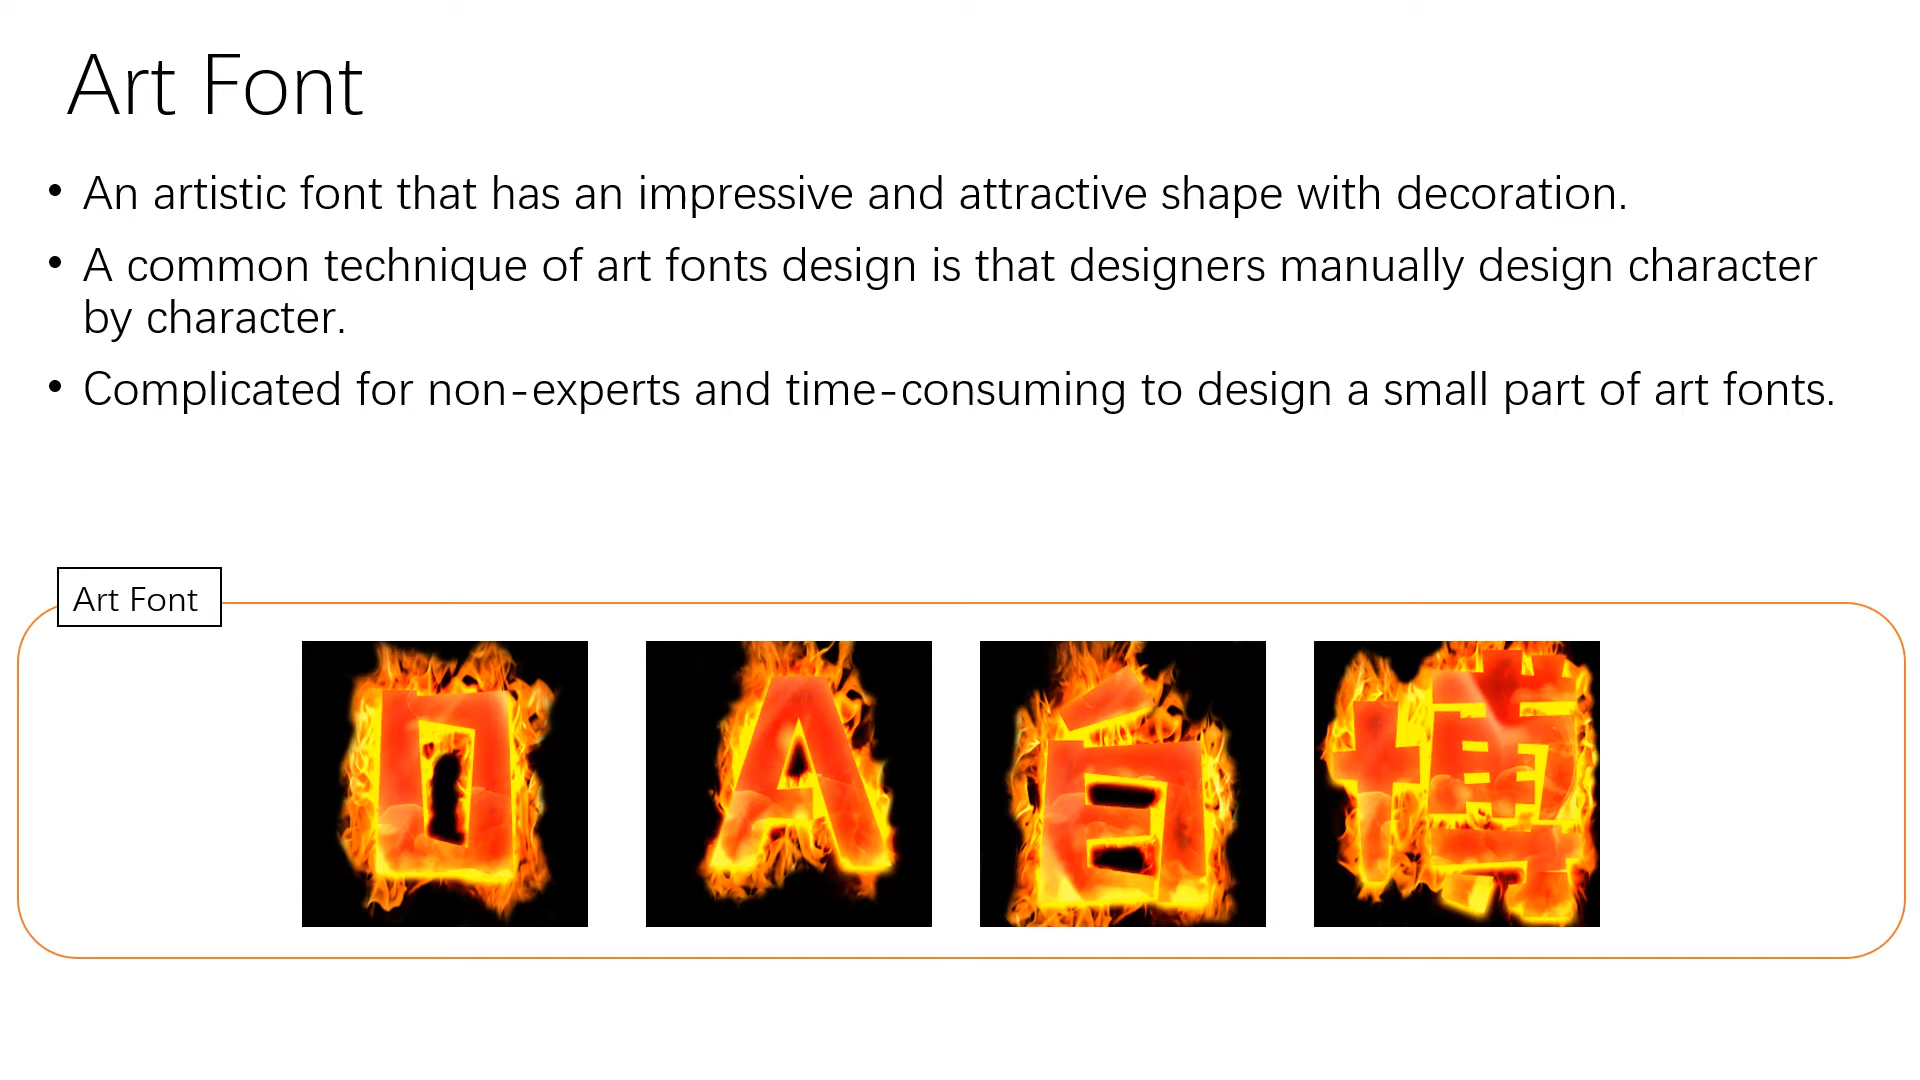 Art Font
• An artistic font that has an impressive and attractive shape with decoration.
• A common technique of art fonts design is that designers manually design character
by character.
• Complicated for non-experts and time-consuming to design a small part of art fonts.
Art Font
口 A 白 博